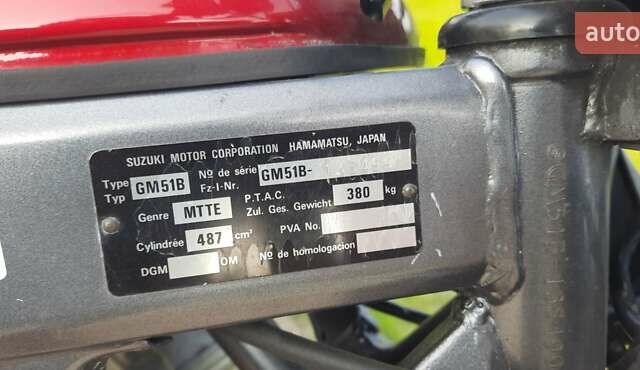 auto
SUZUKI MOTOR CORPORATION HAMAMATSU, JAPAN
Type Typ GM51B Nº de série Fz-I-Nr. GM51B-
Genre MTTE P.T.A.C. Zul. Ges. Gewicht 380 kg
Cylindrée 487 cm³ PVA No.
DGM OM Nº de homologacion